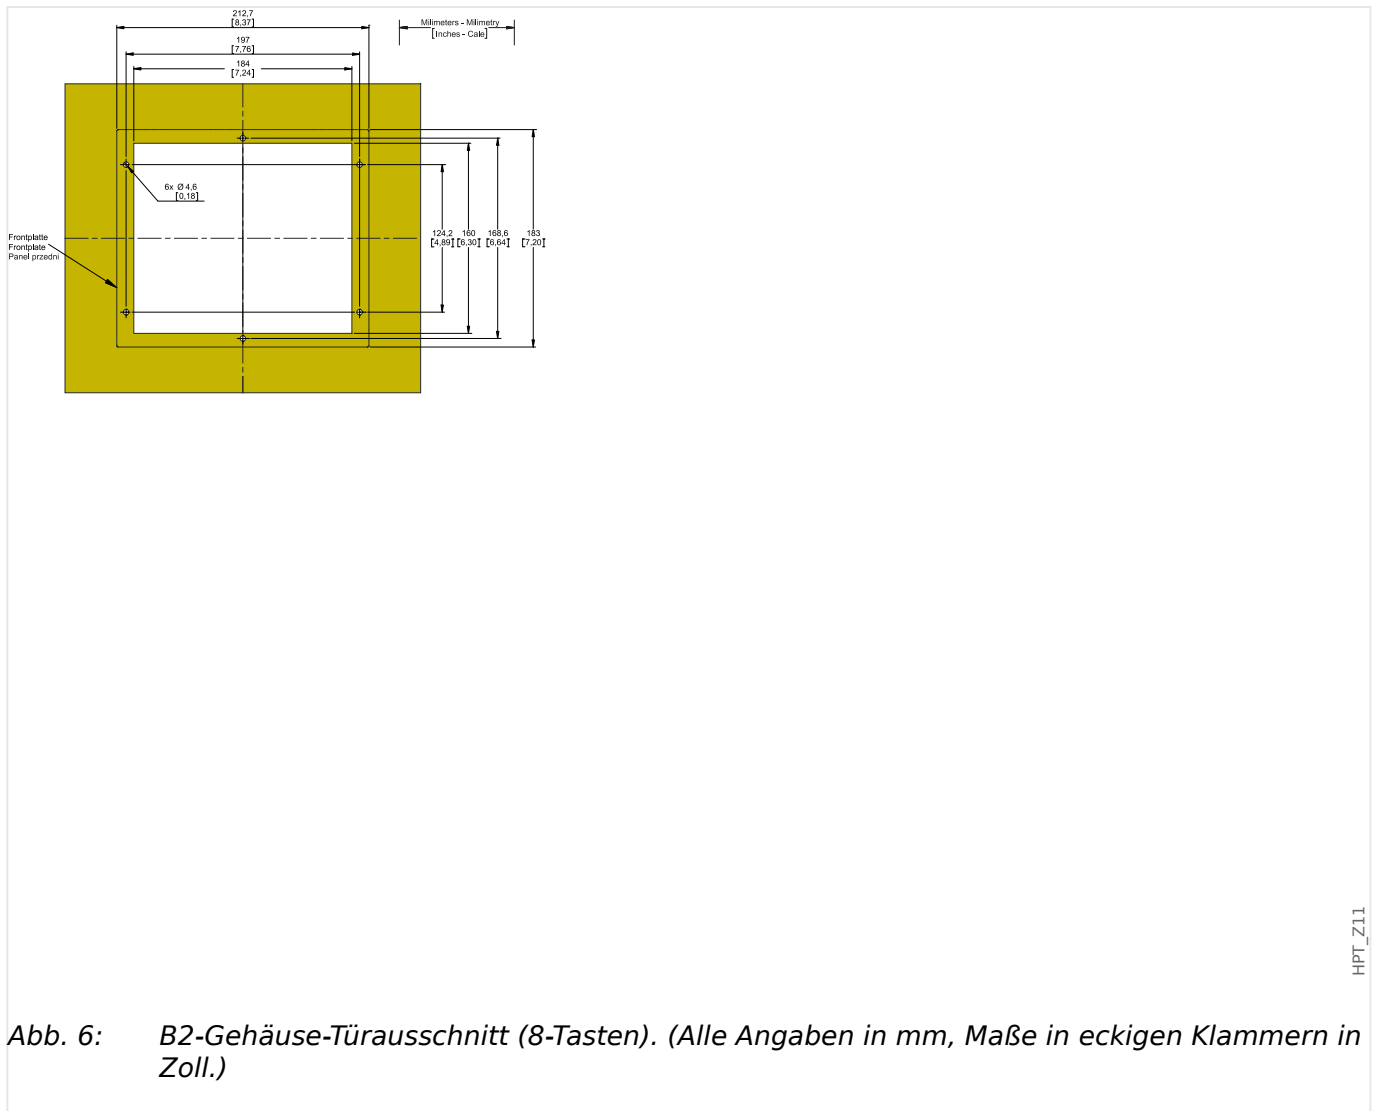 212,7
[8,37]
Milimeters - Milimetry
[Inches - Cale]
197
[7,76]
184
[7,24]
6x Ø 4,6
[0,18]
Frontplatte
Frontplate
Panel przedni
124,2
[4,89]
160
[6,30]
168,6
[6,64]
183
[7,20]
HPT_Z11
Abb. 6: B2-Gehäuse-Türausschnitt (8-Tasten). (Alle Angaben in mm, Maße in eckigen Klammern in
Zoll.)